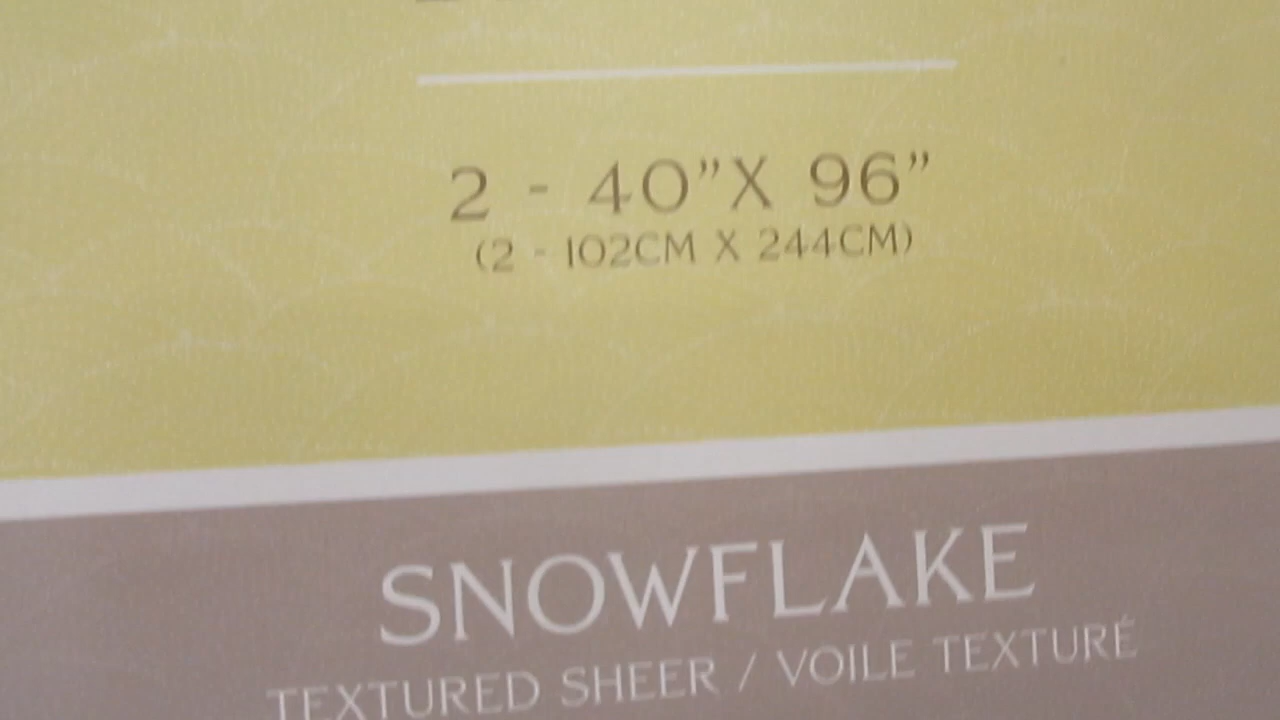 2 - 40”X 96”
(2 - 102CM X 244CM)
SNOWFLAKE
TEXTURED SHEER / VOILE TEXTURÉ